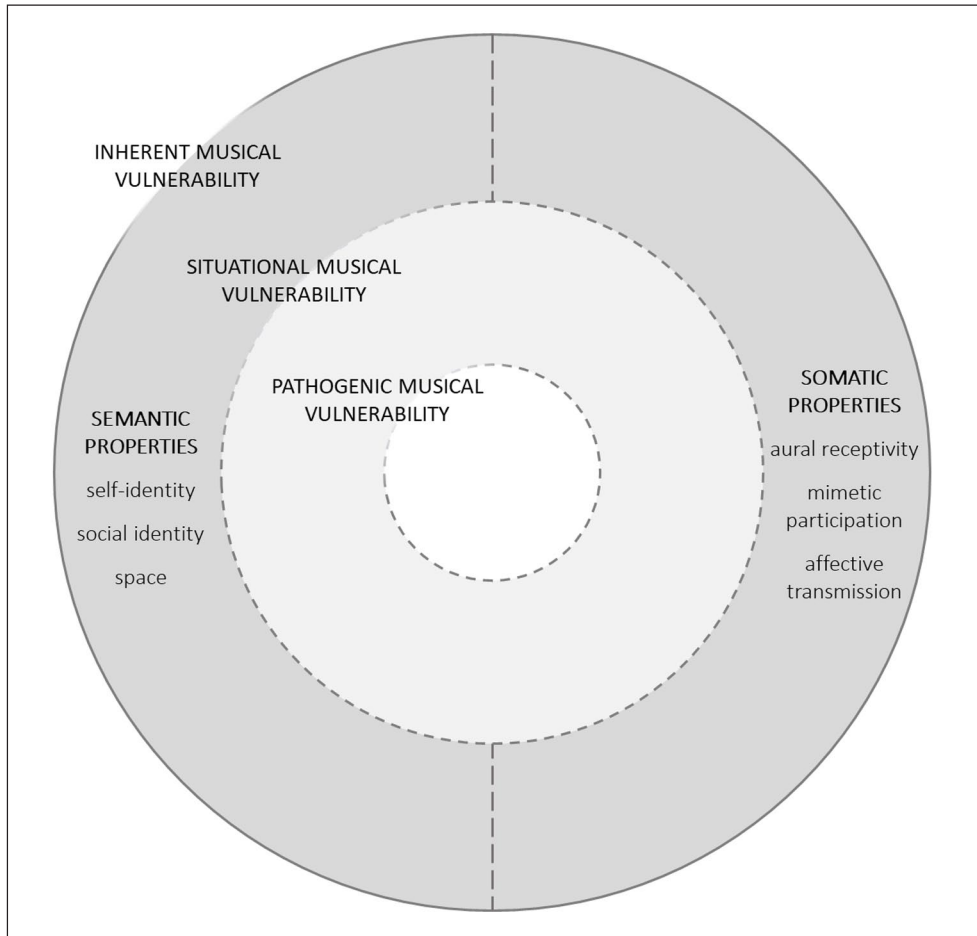 INHERENT MUSICAL
VULNERABILITY
SITUATIONAL MUSICAL
VULNERABILITY
PATHOGENIC MUSICAL
VULNERABILITY
SEMANTIC
PROPERTIES
self-identity
social identity
space
SOMATIC
PROPERTIES
aural receptivity
mimetic
participation
affective
transmission